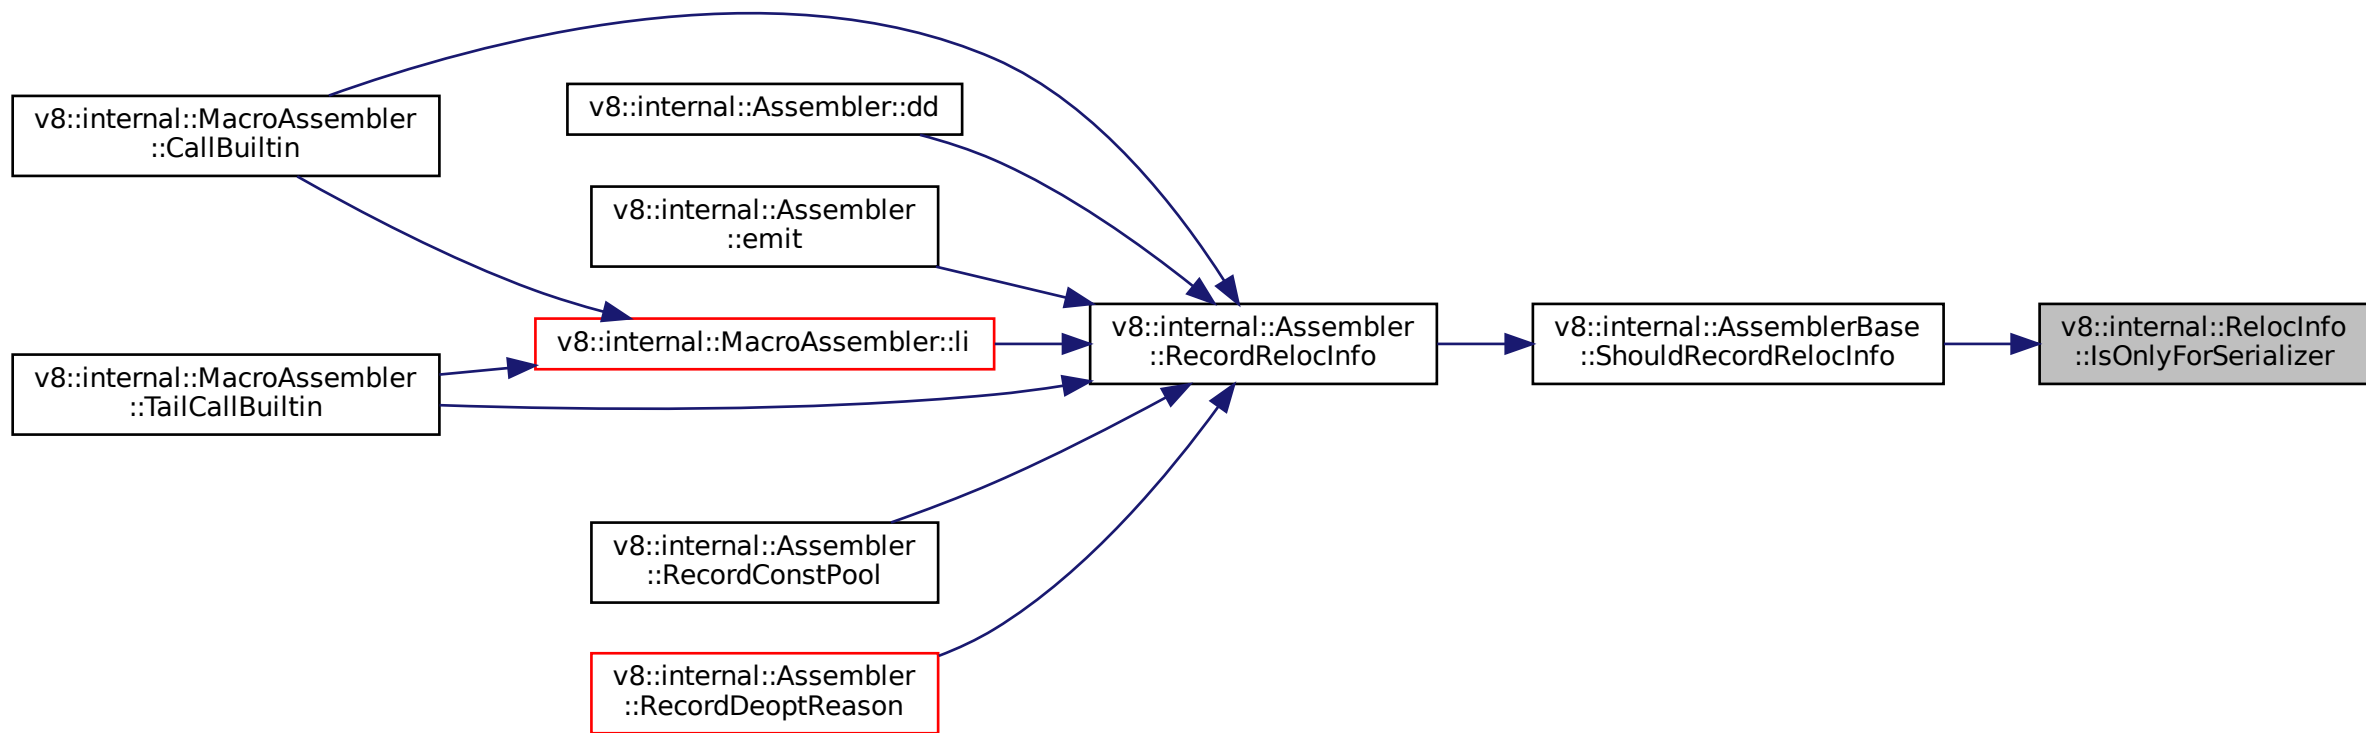 v8::internal::MacroAssembler
::CallBuiltin
v8::internal::MacroAssembler
::TailCallBuiltin
v8::internal::Assembler::dd
v8::internal::Assembler
::emit
v8::internal::MacroAssembler::li
v8::internal::Assembler
::RecordConstPool
v8::internal::Assembler
::RecordDeoptReason
v8::internal::Assembler
::RecordRelocInfo
v8::internal::AssemblerBase
::ShouldRecordRelocInfo
v8::internal::RelocInfo
::IsOnlyForSerializer